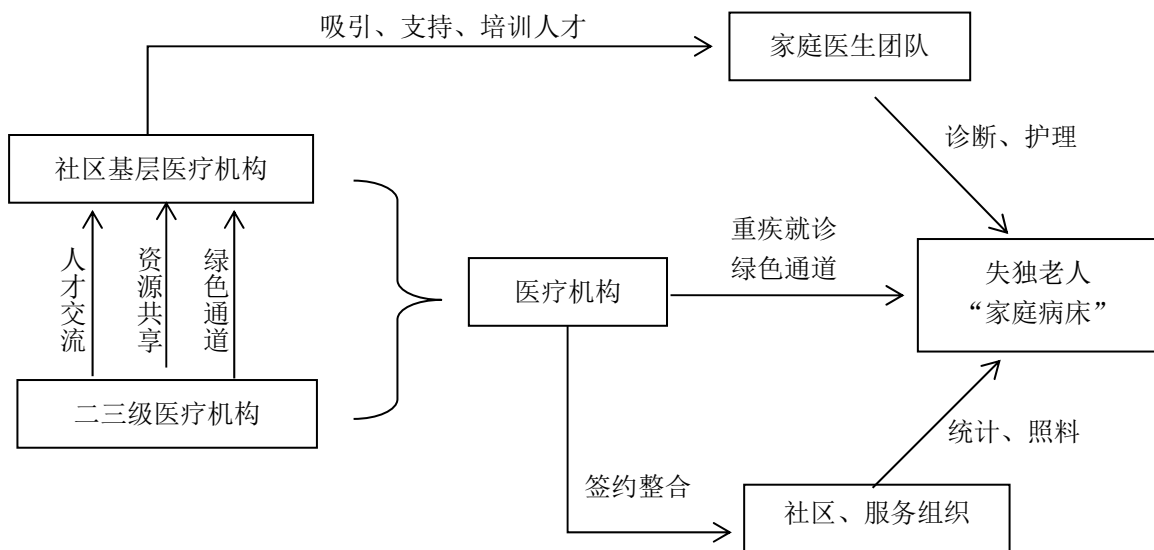 吸引、支持、培训人才
家庭医生团队
诊断、护理
社区基层医疗机构
人才交流
资源共享
绿色通道
重疾就诊
绿色通道
医疗机构
失独老人
“家庭病床”
二三级医疗机构
统计、照料
签约整合
社区、服务组织